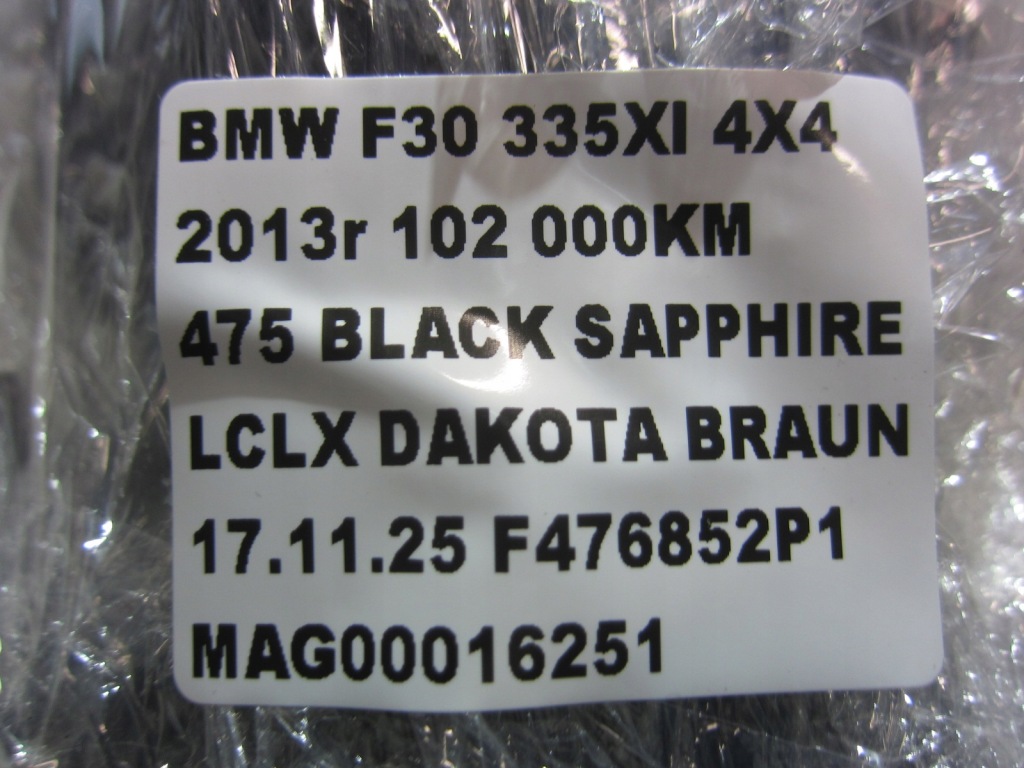 BMW F30 335XI 4X4
2013r 102 000KM
475 BLACK SAPPHIRE
LCLX DAKOTA BRAUN
17.11.25 F476852P1
MAG00016251